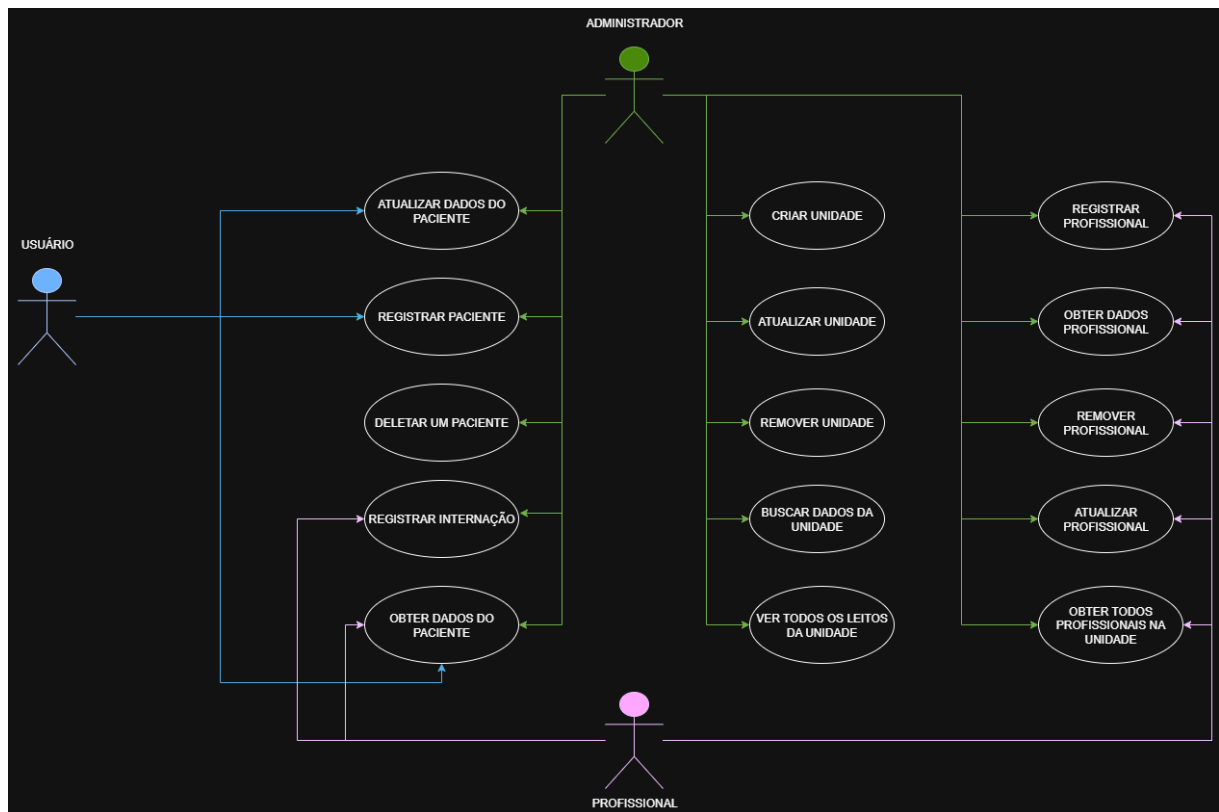 ADMINISTRADOR
USUÁRIO
ATUALIZAR DADOS DO
PACIENTE
REGISTRAR PACIENTE
DELETAR UM PACIENTE
REGISTRAR INTERNAÇÃO
OBTER DADOS DO
PACIENTE
CRIAR UNIDADE
ATUALIZAR UNIDADE
REMOVER UNIDADE
BUSCAR DADOS DA
UNIDADE
VER TODOS OS LEITOS
DA UNIDADE
REGISTRAR
PROFISSIONAL
OBTER DADOS
PROFISSIONAL
REMOVER
PROFISSIONAL
ATUALIZAR
PROFISSIONAL
OBTER TODOS
PROFISSIONAIS NA
UNIDADE
PROFISSIONAL